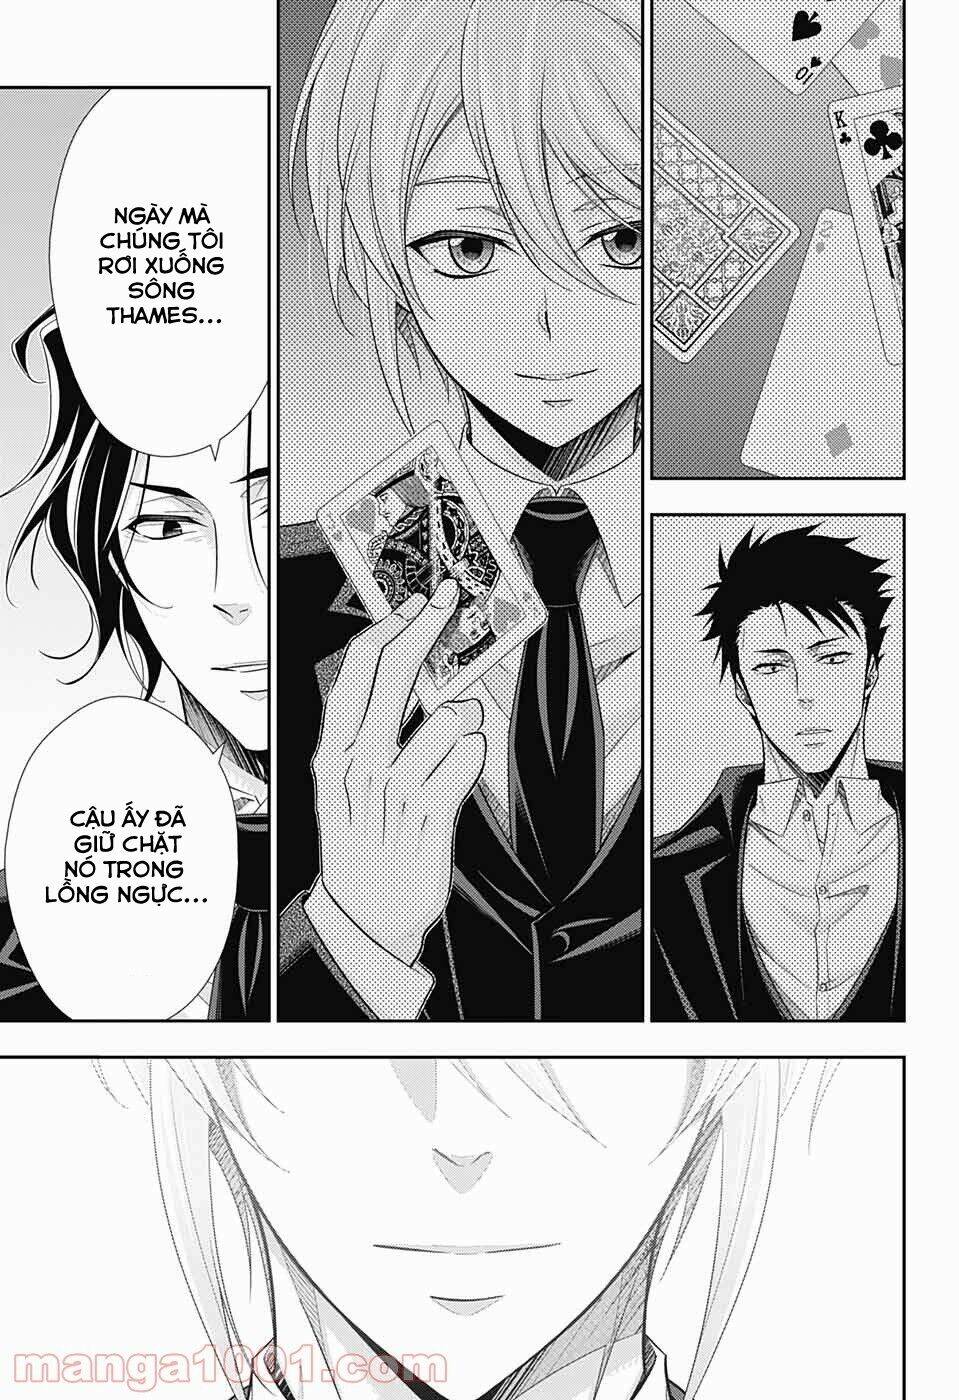 10
K
NGÀY MÀ
CHÚNG TÔI
RƠI XUỐNG
SÔNG
THAMES...
CẬU ẤY ĐÃ
GIỮ CHẶT
NÓ TRONG
LỒNG NGỰC...
manga1001.com